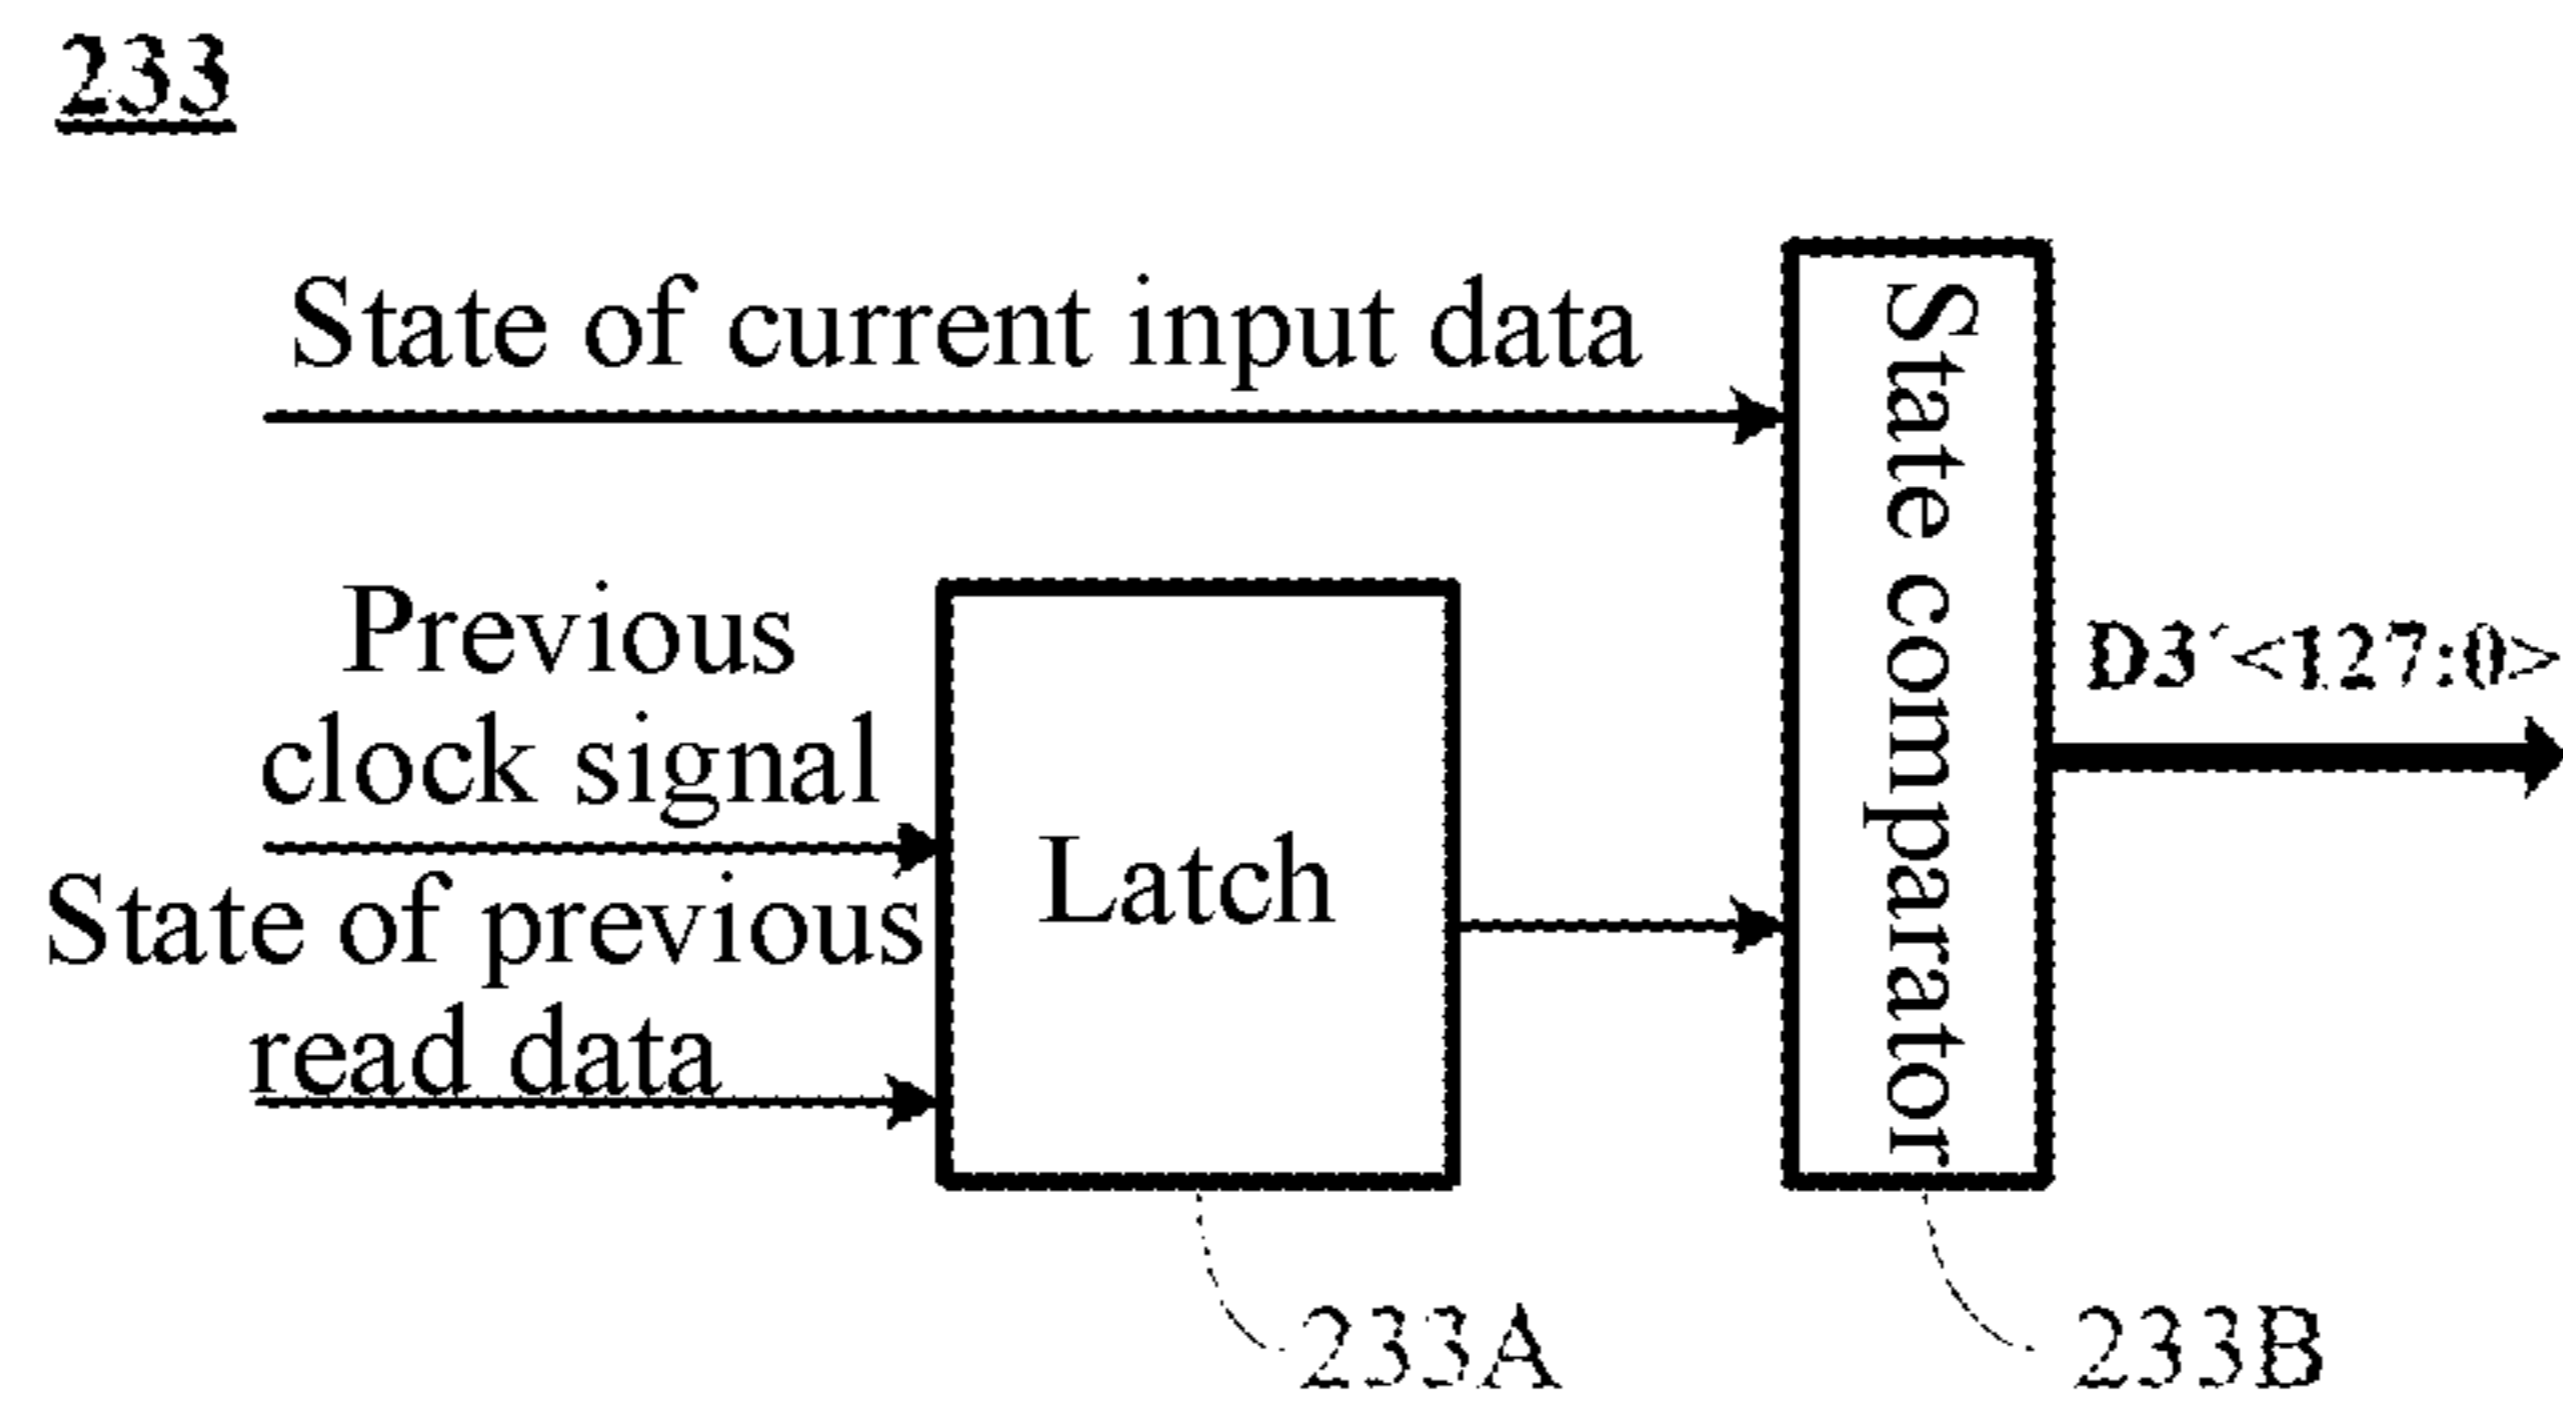 233
State of current input data
Previous
clock signal
State of previous
read data
Latch
State comparator
D3´<127:0>
233A
233B